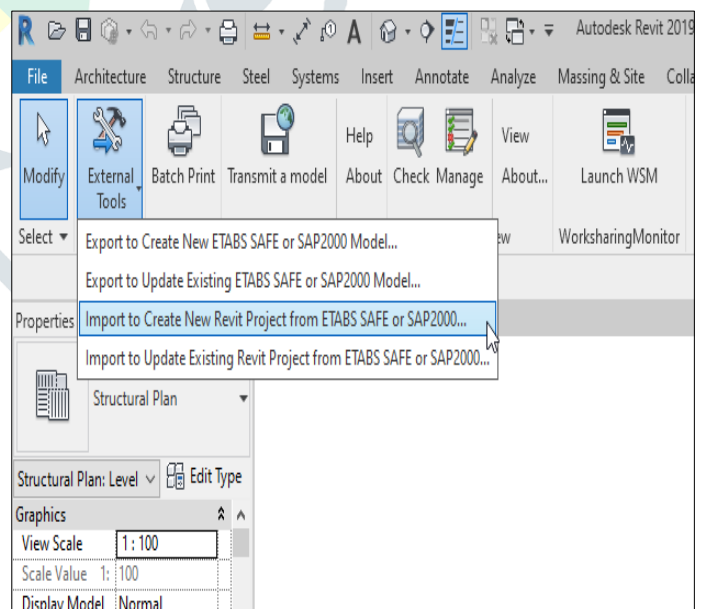 Autodesk Revit 2019
File Architecture Structure Steel Systems Insert Annotate Analyze Massing & Site Colla
Modify External Tools Batch Print Transmit a model Help About Check Manage View About... Launch WSM
Select ew WorksharingMonitor
Export to Create New ETABS SAFE or SAP2000 Model...
Export to Update Existing ETABS SAFE or SAP2000 Model...
Properties Import to Create New Revit Project from ETABS SAFE or SAP2000...
Import to Update Existing Revit Project from ETABS SAFE or SAP2000...
Structural Plan
Structural Plan: Level Edit Type
Graphics
View Scale 1 : 100
Scale Value 1: 100
Display Model Normal